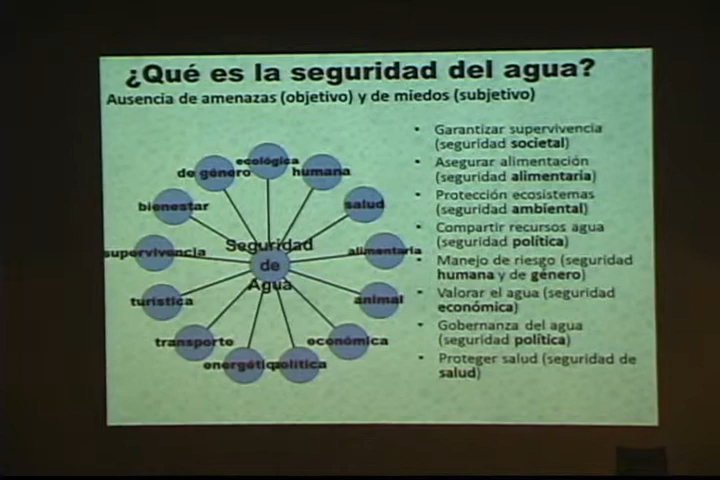 ¿Qué es la seguridad del agua?
Ausencia de amenazas (objetivo) y de miedos (subjetivo)
ecológica
de género
humana
bienestar
salud
supervivencia
Seguridad
de
Agua
alimentaria
turística
animal
transporte
económica
energétic
política
• Garantizar supervivencia
(seguridad societal)
• Asegurar alimentación
(seguridad alimentaria)
• Protección ecosistemas
(seguridad ambiental)
• Compartir recursos agua
(seguridad política)
• Manejo de riesgo (seguridad
humana y de género)
• Valorar el agua (seguridad
económica)
• Gobernanza del agua
(seguridad política)
• Proteger salud (seguridad de
salud)